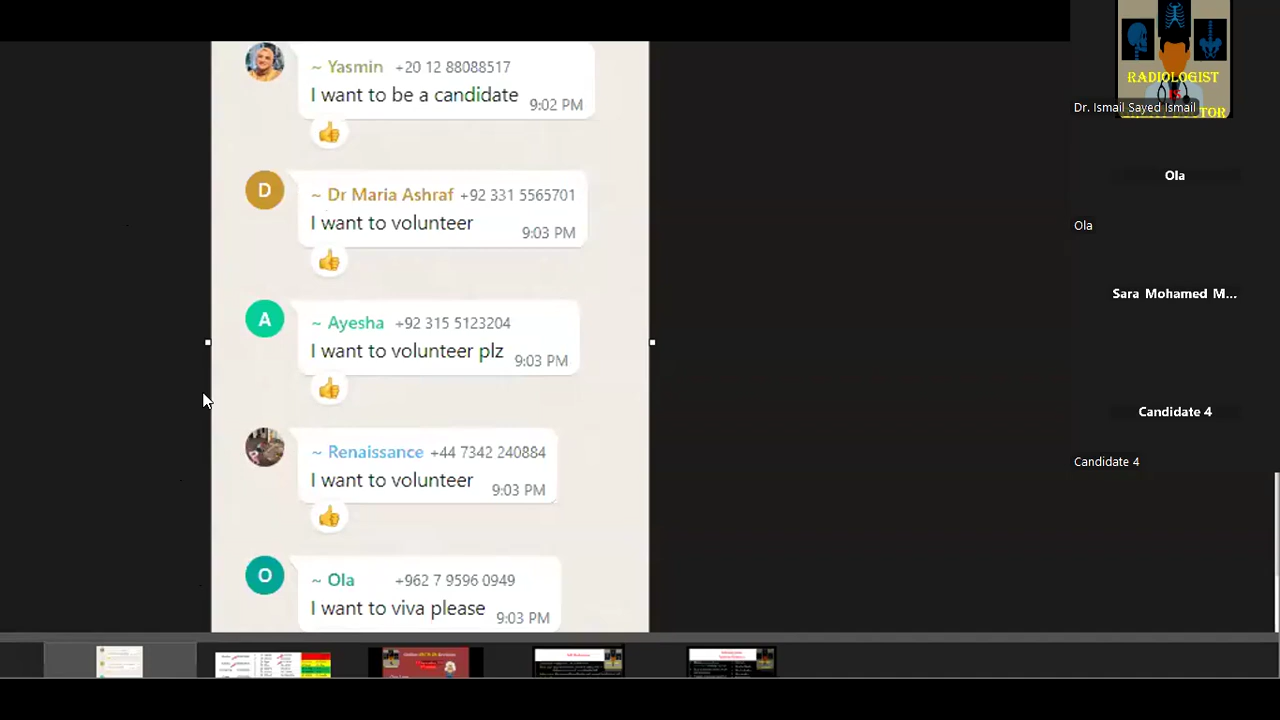 ~ Yasmin +20 12 88088517
I want to be a candidate 9:02 PM
D
~ Dr Maria Ashraf +92 331 5565701
I want to volunteer 9:03 PM
A
~ Ayesha +92 315 5123204
I want to volunteer plz 9:03 PM
~ Renaissance +44 7342 240884
I want to volunteer 9:03 PM
O
~ Ola +962 7 9596 0949
I want to viva please 9:03 PM
RADIOLOGIST
Dr. Ismail Sayed Ismail
Ola
Ola
Sara Mohamed M...
Candidate 4
Candidate 4